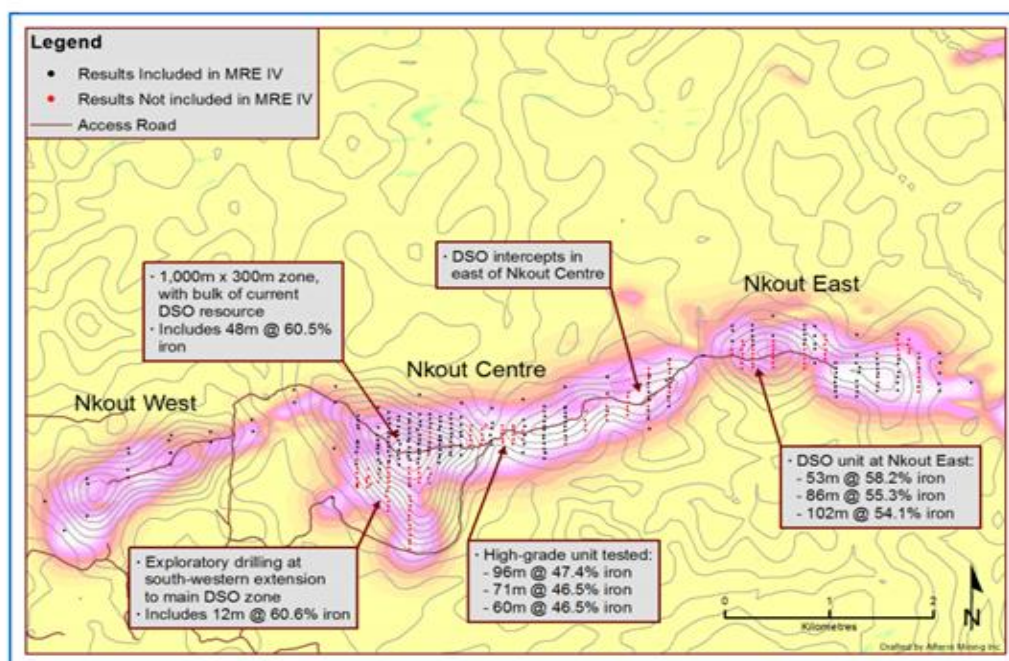 Legend
Results Included in MRE IV
Results Not included in MRE IV
Access Road
· DSO intercepts in
east of Nkout Centre
Nkout East
· 1,000m x 300m zone,
with bulk of current
DSO resource
· Includes 48m @ 60.5%
iron
Nkout Centre
Nkout West
· DSO unit at Nkout East:
- 53m @ 58.2% iron
- 86m @ 55.3% iron
- 102m @ 54.1% iron
· Exploratory drilling at
south-western extension
to main DSO zone
· Includes 12m @ 60.6% iron
· High-grade unit tested:
- 96m @ 47.4% iron
- 71m @ 46.5% iron
- 60m @ 46.5% iron
0 1 2
Kilometres
N
Drafted by Afferro Mining Inc